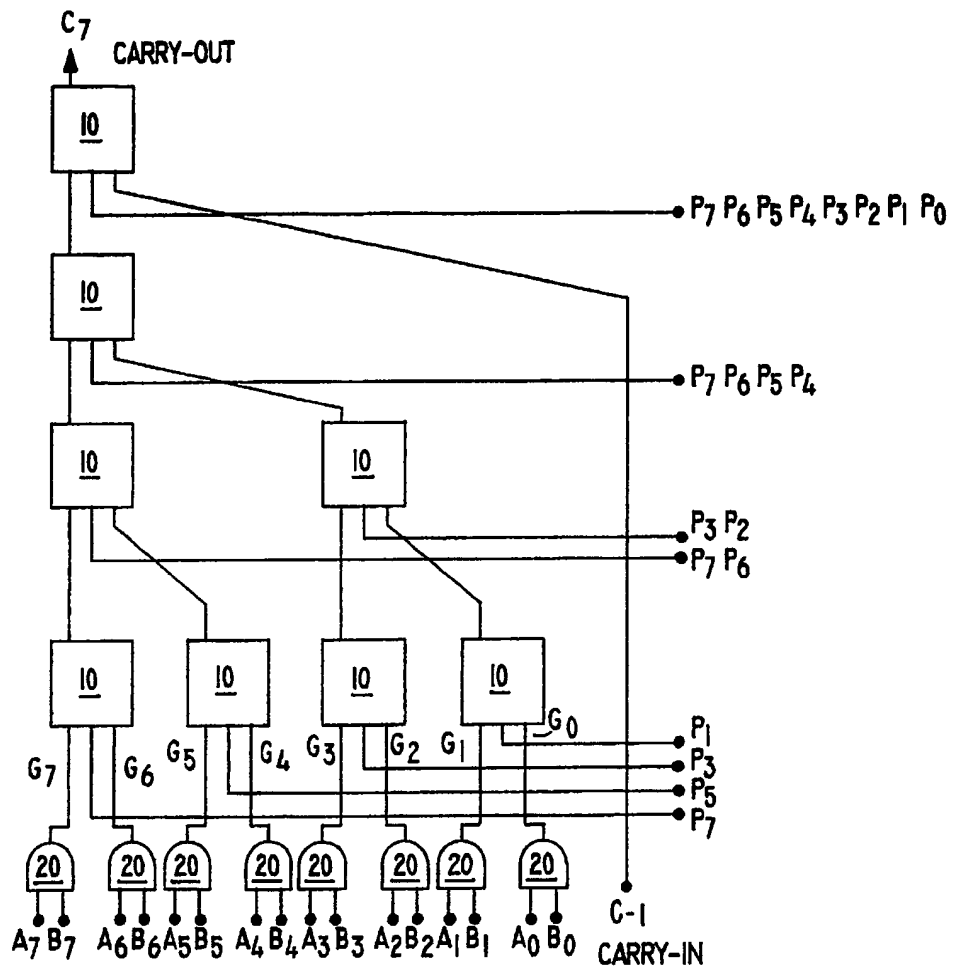 C7
CARRY-OUT
10
P7 P6 P5 P4 P3 P2 P1 P0
10
P7 P6 P5 P4
10 10
P3 P2
P7 P6
10 10 10 10
G7 G6 G5 G4 G3 G2 G1 G0
P1
P3
P5
P7
20 20 20 20 20 20 20 20
A7 B7 A6 B6 A5 B5 A4 B4 A3 B3 A2 B2 A1 B1 A0 B0
C-1
CARRY-IN